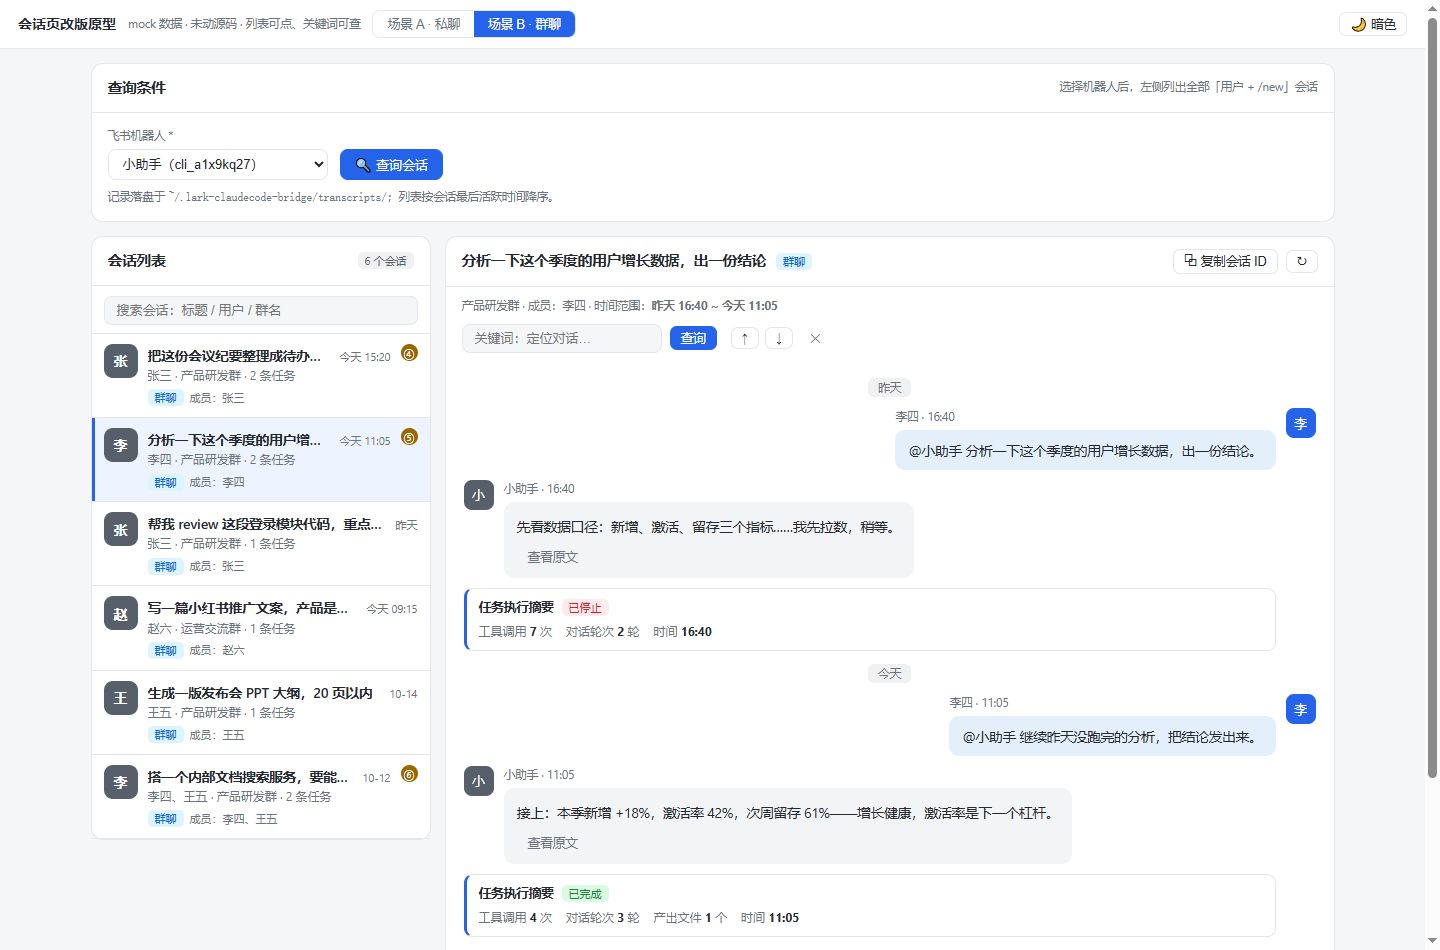 会话页改版原型 mock 数据 · 未动源码 · 列表可点、关键词可查 场景 A · 私聊 场景 B · 群聊 🌙 暗色
查询条件 选择机器人后，左侧列出全部「用户 + /new」会话
飞书机器人 *
小助手（cli_a1x9kq27） 🔍 查询会话
记录落盘于 ~/.lark-claudecode-bridge/transcripts/；列表按会话最后活跃时间降序。
会话列表 6 个会话
搜索会话：标题 / 用户 / 群名
张 把这份会议纪要整理成待办... 今天 15:20 ④
张三 · 产品研发群 · 2 条任务
群聊 成员：张三
李 分析一下这个季度的用户增... 今天 11:05 ⑤
李四 · 产品研发群 · 2 条任务
群聊 成员：李四
张 帮我 review 这段登录模块代码，重点... 昨天
张三 · 产品研发群 · 1 条任务
群聊 成员：张三
赵 写一篇小红书推广文案，产品是... 今天 09:15
赵六 · 运营交流群 · 1 条任务
群聊 成员：赵六
王 生成一版发布会 PPT 大纲，20 页以内 10-14
王五 · 产品研发群 · 1 条任务
群聊 成员：王五
李 搭一个内部文档搜索服务，要能... 10-12 ⑥
李四、王五 · 产品研发群 · 2 条任务
群聊 成员：李四、王五
分析一下这个季度的用户增长数据，出一份结论 群聊 复制会话 ID ↻
产品研发群 · 成员：李四 · 时间范围：昨天 16:40 ~ 今天 11:05
关键词：定位对话... 查询 ↑ ↓ ×
昨天
李四 · 16:40 李
@小助手 分析一下这个季度的用户增长数据，出一份结论。
小 小助手 · 16:40
先看数据口径：新增、激活、留存三个指标……我先拉数，稍等。
查看原文
任务执行摘要 已停止
工具调用 7 次 对话轮次 2 轮 时间 16:40
今天
李四 · 11:05 李
@小助手 继续昨天没跑完的分析，把结论发出来。
小 小助手 · 11:05
接上：本季新增 +18%，激活率 42%，次周留存 61%——增长健康，激活率是下一个杠杆。
查看原文
任务执行摘要 已完成
工具调用 4 次 对话轮次 3 轮 产出文件 1 个 时间 11:05